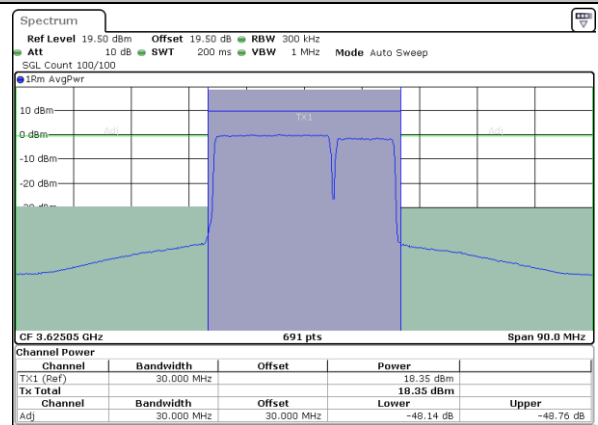 Spectrum
Ref Level 19.50 dBm Offset 19.50 dB RBW 300 kHz
Att 10 dB SWT 200 ms VBW 1 MHz Mode Auto Sweep
SGL Count 100/100
1Rm AvgPwr
10 dBm
TX1
0 dBm Adj Adj
-10 dBm
-20 dBm
-30 dBm
CF 3.62505 GHz 691 pts Span 90.0 MHz
Channel Power
Channel Bandwidth Offset Power
TX1 (Ref) 30.000 MHz 18.35 dBm
Tx Total 18.35 dBm
Channel Bandwidth Offset Lower Upper
Adj 30.000 MHz 30.000 MHz -48.14 dB -48.76 dB